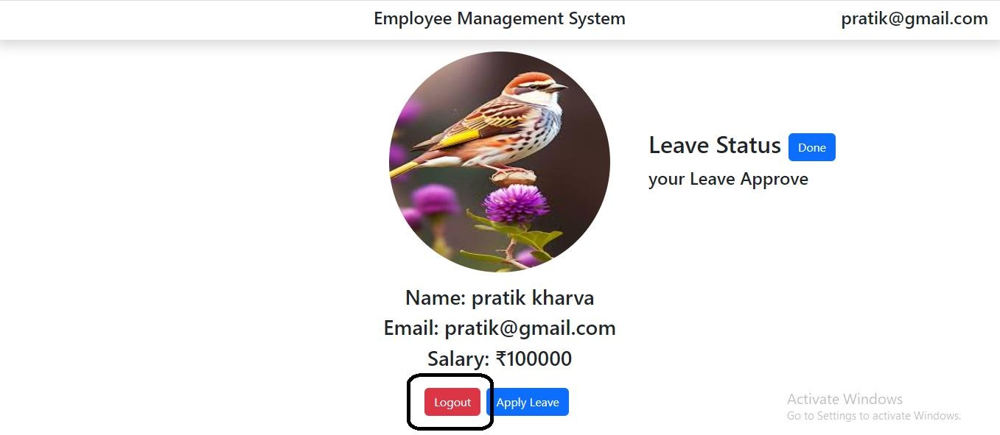 Employee Management System
pratik@gmail.com
Leave Status Done
your Leave Approve
Name: pratik kharva
Email: pratik@gmail.com
Salary: ₹100000
Logout Apply Leave
Activate Windows
Go to Settings to activate Windows.